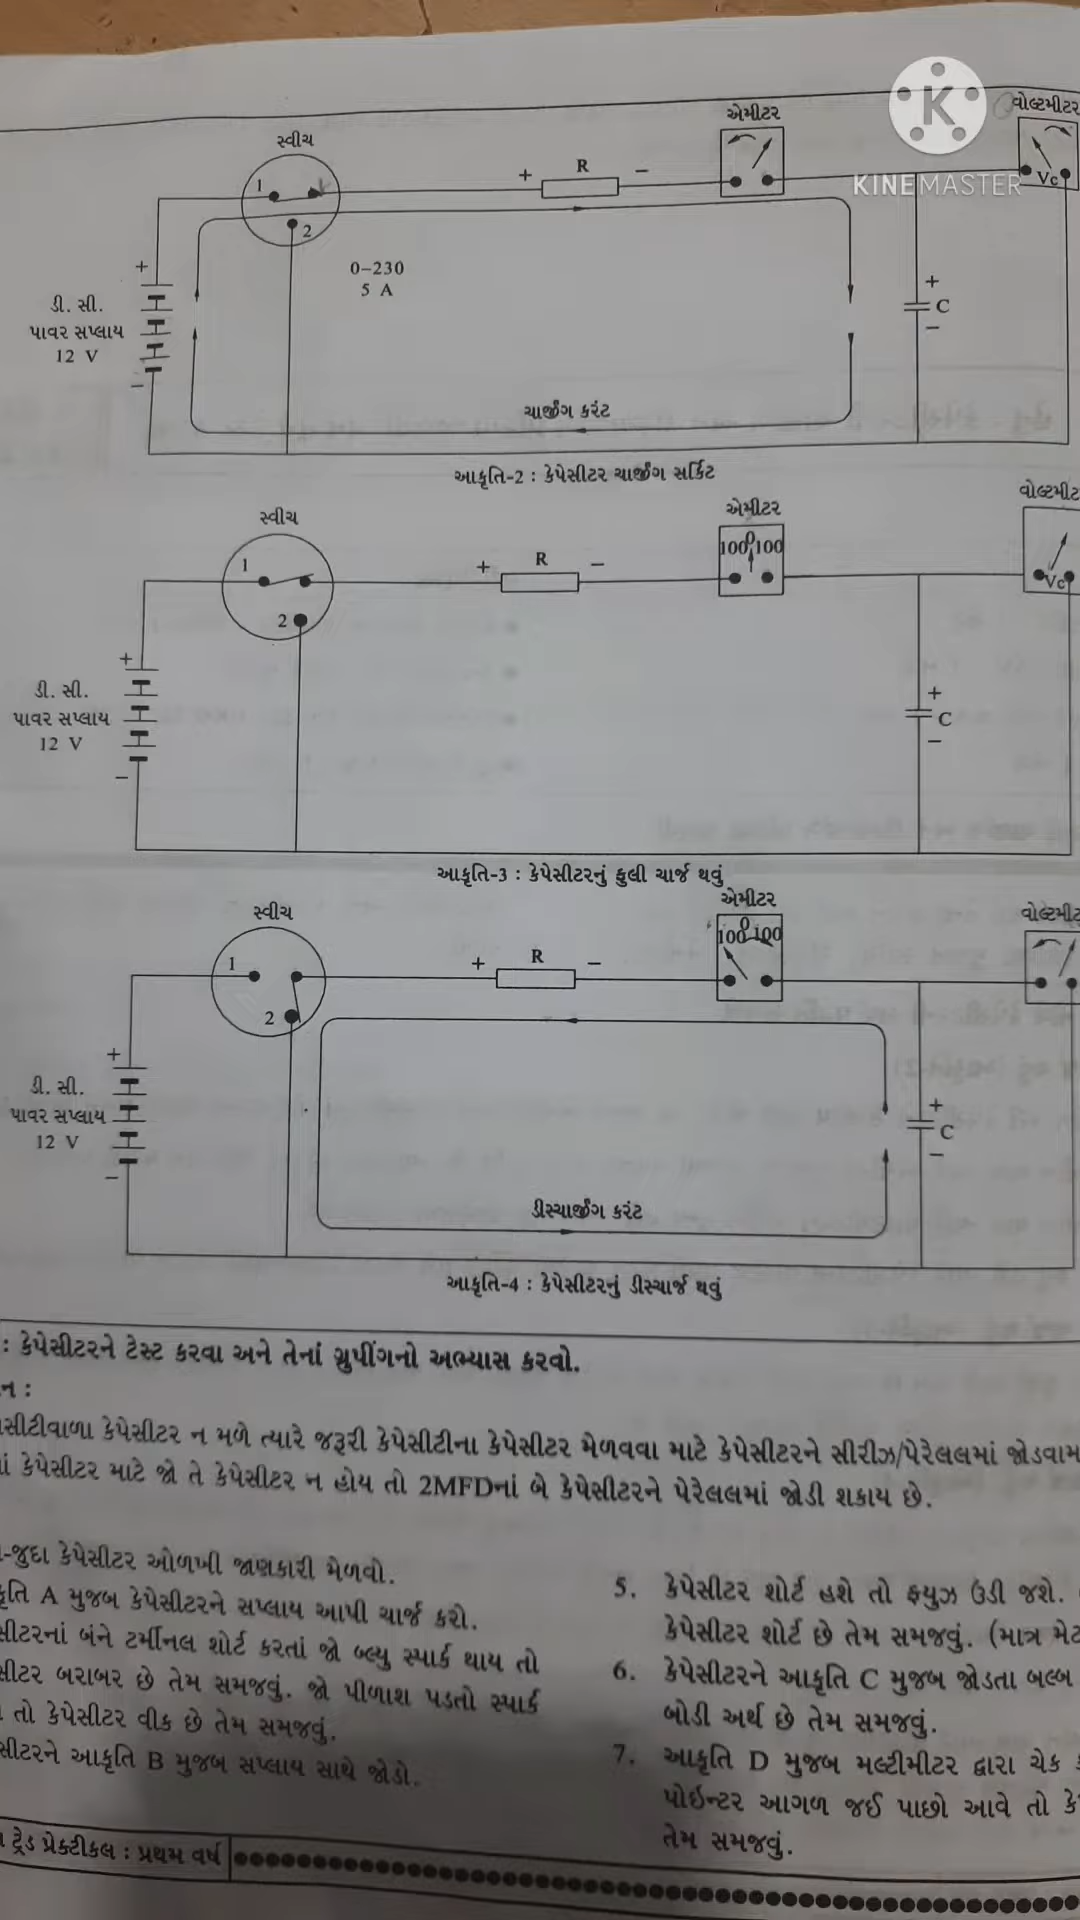 K
KINEMASTER
સ્વીચ
એમીટર
વોલ્ટમીટર
1
2
+ R −
Vc
0–230
5 A
+
ડી. સી.
પાવર સપ્લાય
12 V
−
+
C
−
ચાર્જીંગ કરંટ
આકૃતિ-2 : કેપેસીટર ચાર્જીંગ સર્કિટ
સ્વીચ
એમીટર
વોલ્ટમીટ
1
2
+ R −
0
100 100
Vc
+
ડી. સી.
પાવર સપ્લાય
12 V
−
+
C
−
આકૃતિ-3 : કેપેસીટરનું ફુલી ચાર્જ થવું
સ્વીચ
એમીટર
વોલ્ટમીટ
1
2
+ R −
0
100 100
+
ડી. સી.
પાવર સપ્લાય
12 V
−
+
C
−
ડીસ્ચાર્જીંગ કરંટ
આકૃતિ-4 : કેપેસીટરનું ડીસ્ચાર્જ થવું
: કેપેસીટરને ટેસ્ટ કરવા અને તેનાં ગ્રુપીંગનો અભ્યાસ કરવો.
ન :
સીટીવાળા કેપેસીટર ન મળે ત્યારે જરૂરી કેપેસીટીના કેપેસીટર મેળવવા માટે કેપેસીટરને સીરીઝ/પેરેલલમાં જોડવામ
માં કેપેસીટર માટે જો તે કેપેસીટર ન હોય તો 2MFDનાં બે કેપેસીટરને પેરેલલમાં જોડી શકાય છે.
-જુદા કેપેસીટર ઓળખી જાણકારી મેળવો.
કૃતિ A મુજબ કેપેસીટરને સપ્લાય આપી ચાર્જ કરો.
સીટરનાં બંને ટર્મીનલ શોર્ટ કરતાં જો બ્લ્યુ સ્પાર્ક થાય તો
સીટર બરાબર છે તેમ સમજવું. જો પીળાશ પડતો સ્પાર્ક
તો કેપેસીટર વીક છે તેમ સમજવું.
સીટરને આકૃતિ B મુજબ સપ્લાય સાથે જોડો.
5. કેપેસીટર શોર્ટ હશે તો ફ્યુઝ ઉડી જશે.
કેપેસીટર શોર્ટ છે તેમ સમજવું. (માત્ર મેટ
6. કેપેસીટરને આકૃતિ C મુજબ જોડતા બલ્બ
બોડી અર્થ છે તેમ સમજવું.
7. આકૃતિ D મુજબ મલ્ટીમીટર દ્વારા ચેક ક
પોઇન્ટર આગળ જઈ પાછો આવે તો કે
તેમ સમજવું.
ટ્રેડ પ્રેક્ટીકલ : પ્રથમ વર્ષ